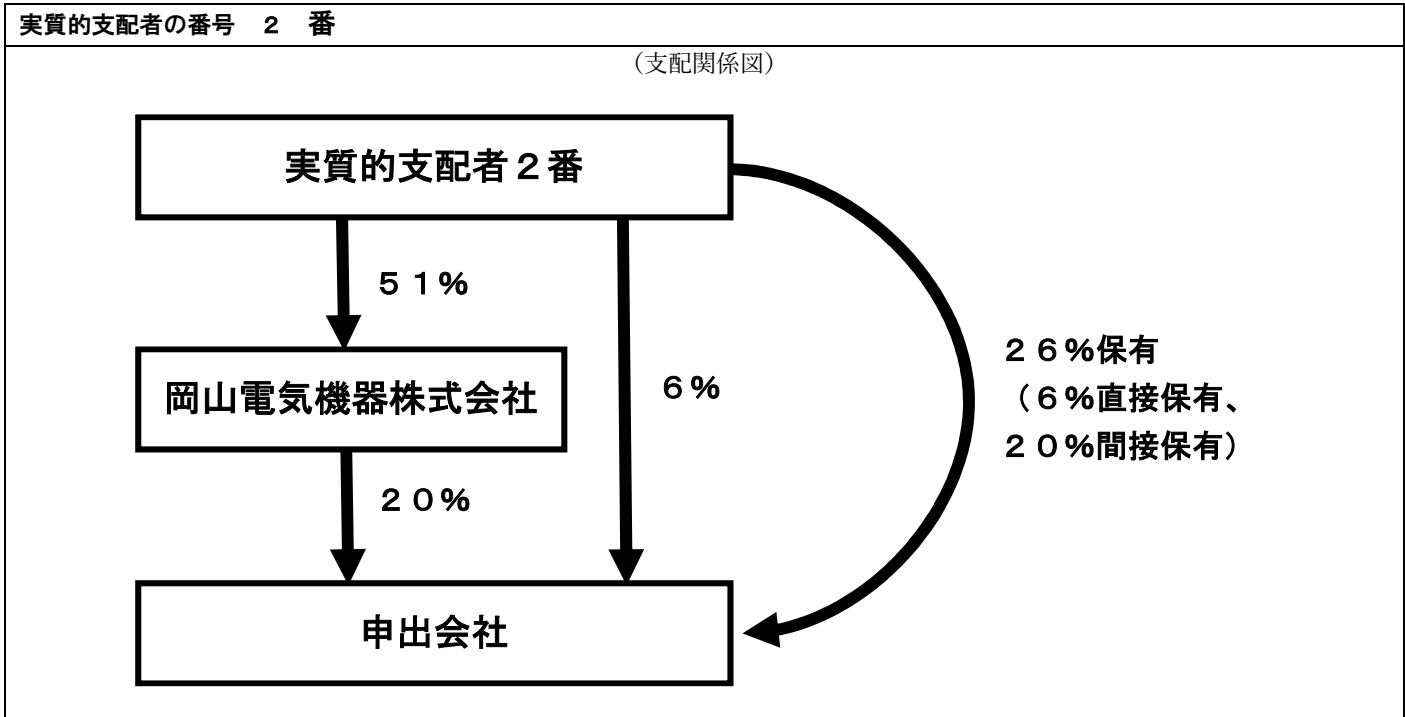 実質的支配者の番号 2 番
(支配関係図)
実質的支配者2番
51%
岡山電気機器株式会社
6%
20%
26%保有
(6%直接保有、
20%間接保有)
申出会社